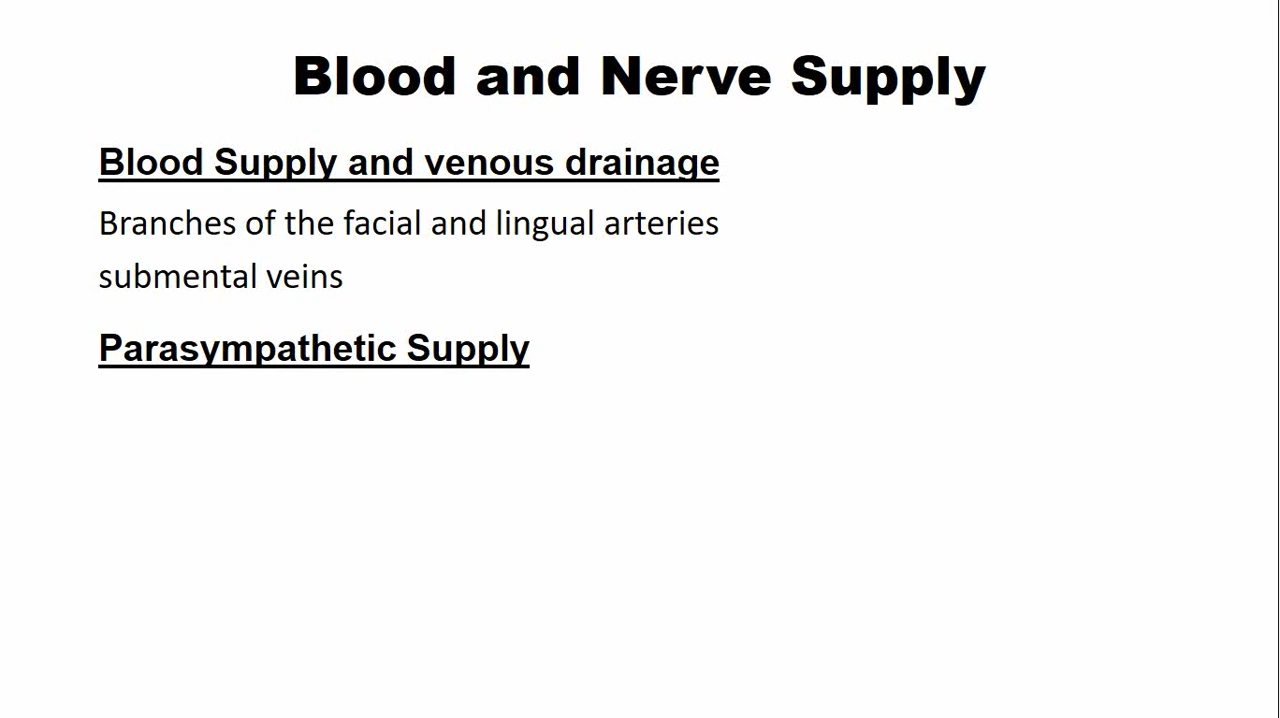 Blood and Nerve Supply
Blood Supply and venous drainage
Branches of the facial and lingual arteries
submental veins
Parasympathetic Supply